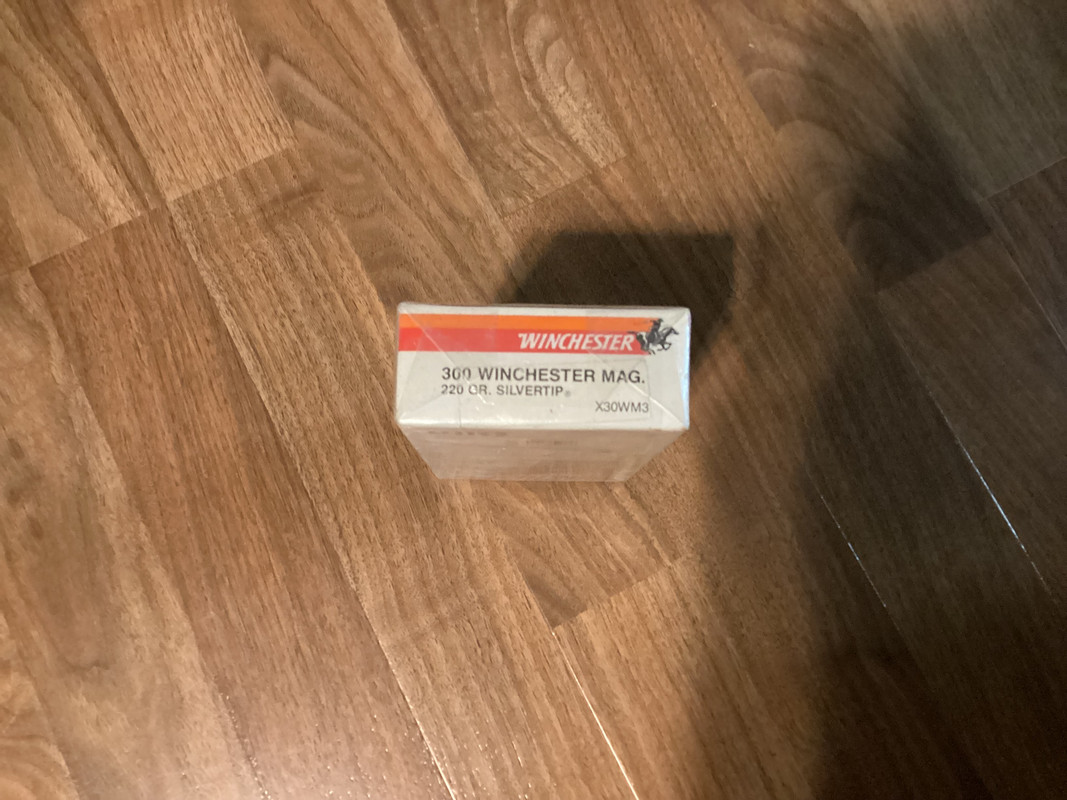 WINCHESTER
300 WINCHESTER MAG.
220 GR. SILVERTIP®
X30WM3